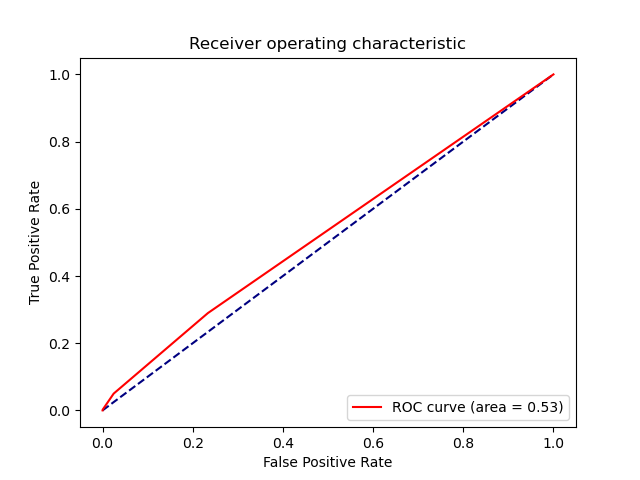 Receiver operating characteristic
True Positive Rate
1.0
0.8
0.6
0.4
0.2
0.0
ROC curve (area = 0.53)
0.0 0.2 0.4 0.6 0.8 1.0
False Positive Rate